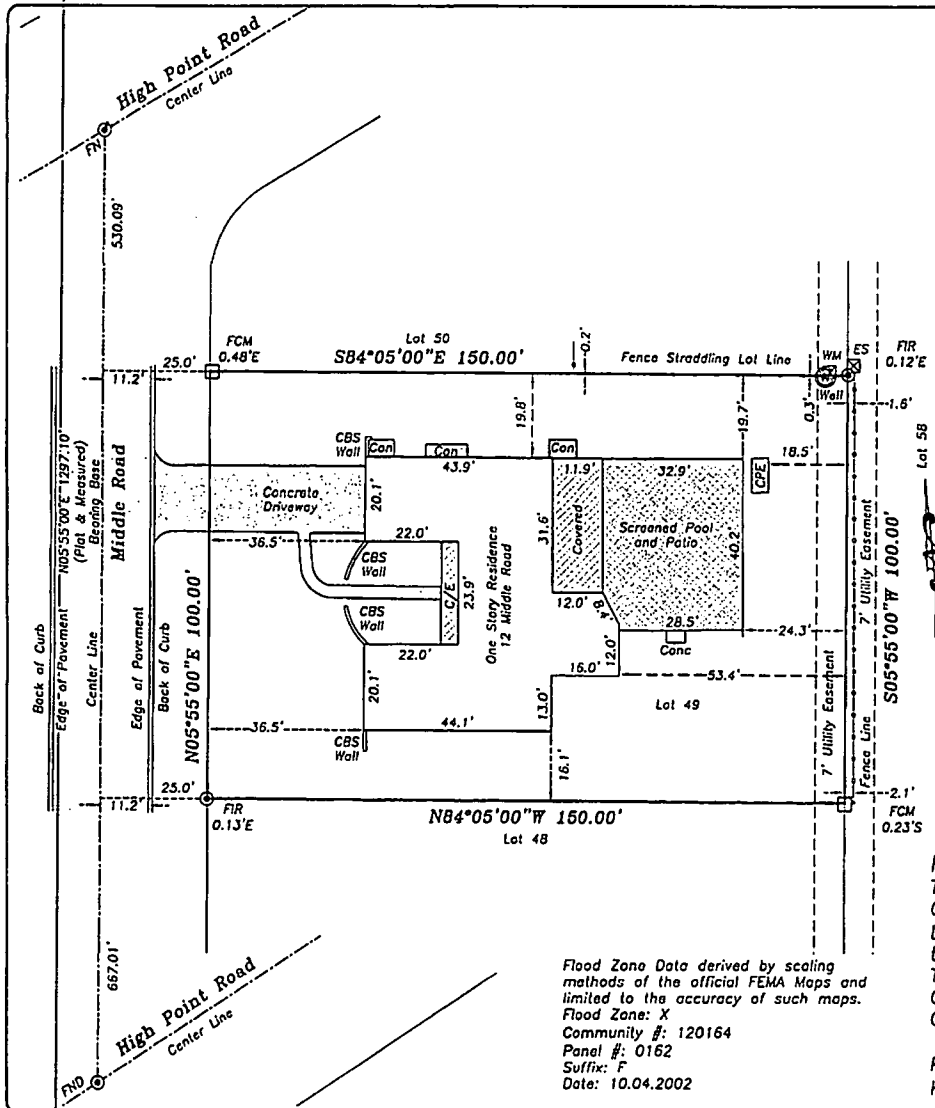 High Point Road
Center Line
FN
530.09'
Lot 50
FCM
0.48'E
S84°05'00"E 150.00'
0.2'
Fence Straddling Lot Line
WM
ES
FIR
0.12'E
25.0'
11.2'
Wall
1.6'
0.3'
19.8'
19.7'
18.5'
CBS
Wall
Con
Con
Con
43.9'
11.9'
32.9'
CPE
Lot 58
N05°55'00"E 1297.10'
(Plat & Measured)
Bearing Base
Middle Road
Concrete
Driveway
20.1'
36.5'
22.0'
CBS
Wall
C/E
23.9'
CBS
Wall
22.0'
One Story Residence
12 Middle Road
31.6'
Covered
Screened Pool
and Patio
40.2'
12.0'
8.4'
28.5'
Conc
12.0'
16.0'
24.3'
53.4'
7' Utility Easement
7' Utility Easement
S05°55'00"W 100.00'
Fence Line
Back of Curb
Edge of Pavement
Center Line
Edge of Pavement
Back of Curb
N05°55'00"E 100.00'
20.1'
36.5'
44.1'
13.0'
CBS
Wall
16.1'
Lot 49
25.0'
11.2'
FIR
0.13'E
N84°05'00"W 150.00'
Lot 48
2.1'
FCM
0.23'S
667.01'
High Point Road
Center Line
FND
Flood Zone Data derived by scaling
methods of the official FEMA Maps and
limited to the accuracy of such maps.
Flood Zone: X
Community #: 120164
Panel #: 0162
Suffix: F
Date: 10.04.2002